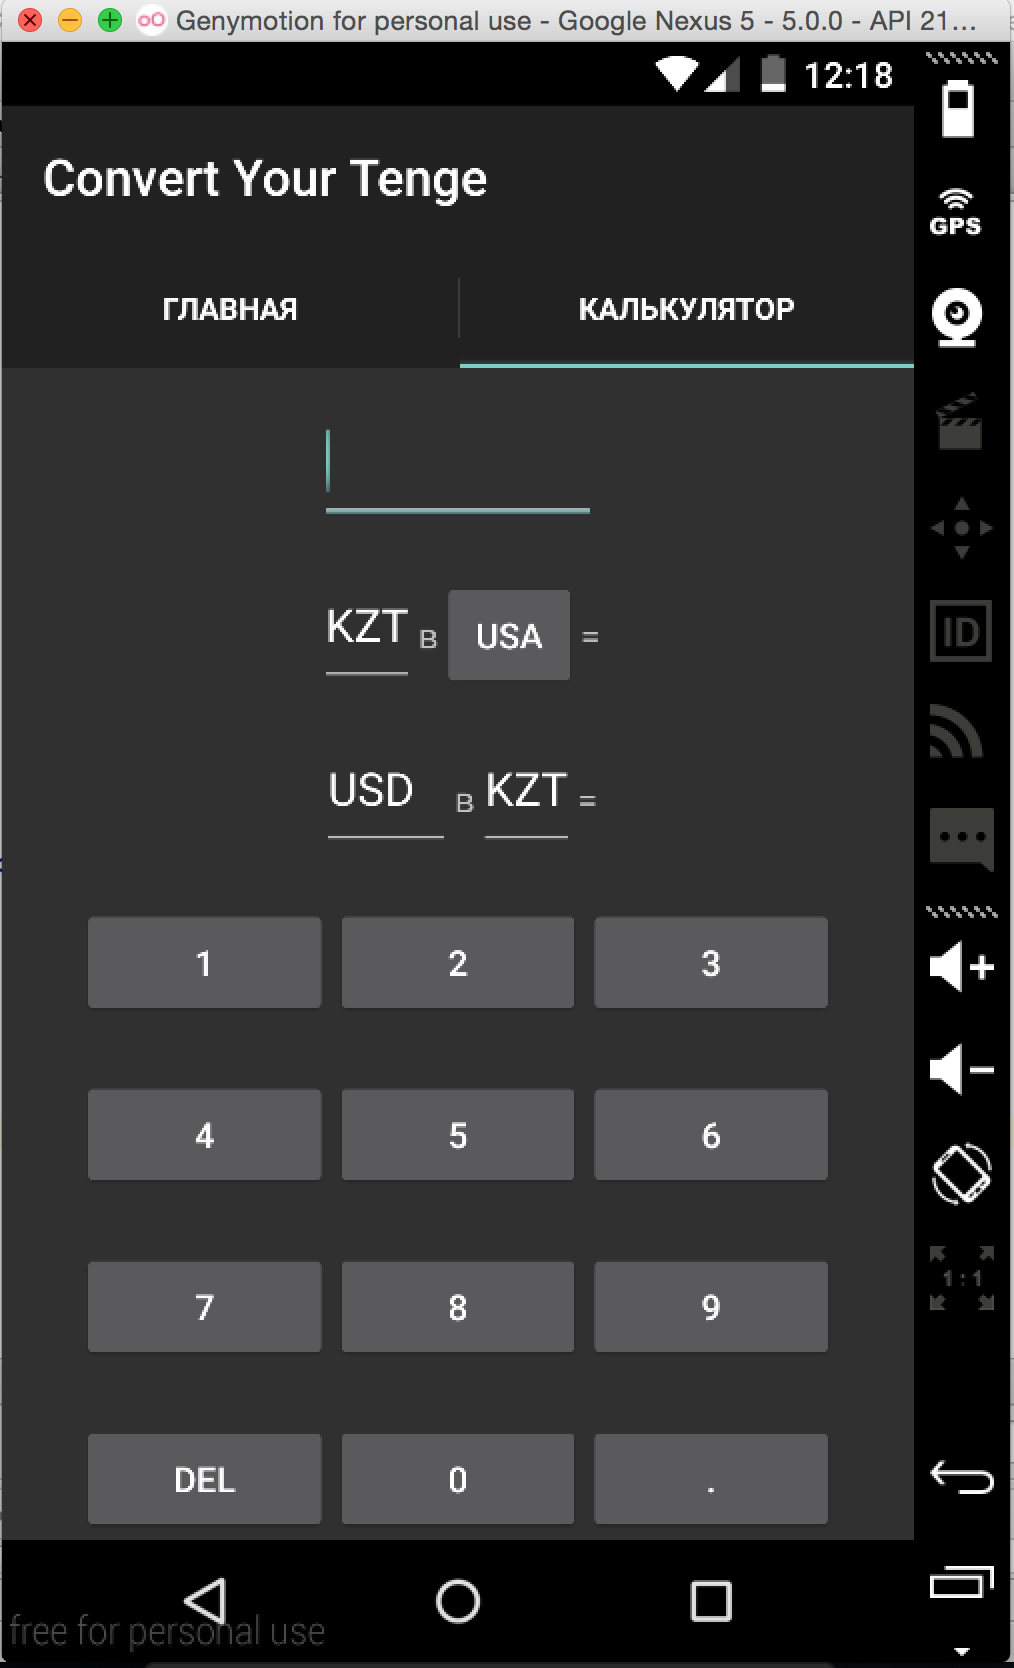 Genymotion for personal use - Google Nexus 5 - 5.0.0 - API 21...
12:18
Convert Your Tenge
GPS
ГЛАВНАЯ КАЛЬКУЛЯТОР
KZT в USA =
ID
USD в KZT =
1 2 3
4 5 6
7 8 9
1:1
DEL 0 .
free for personal use